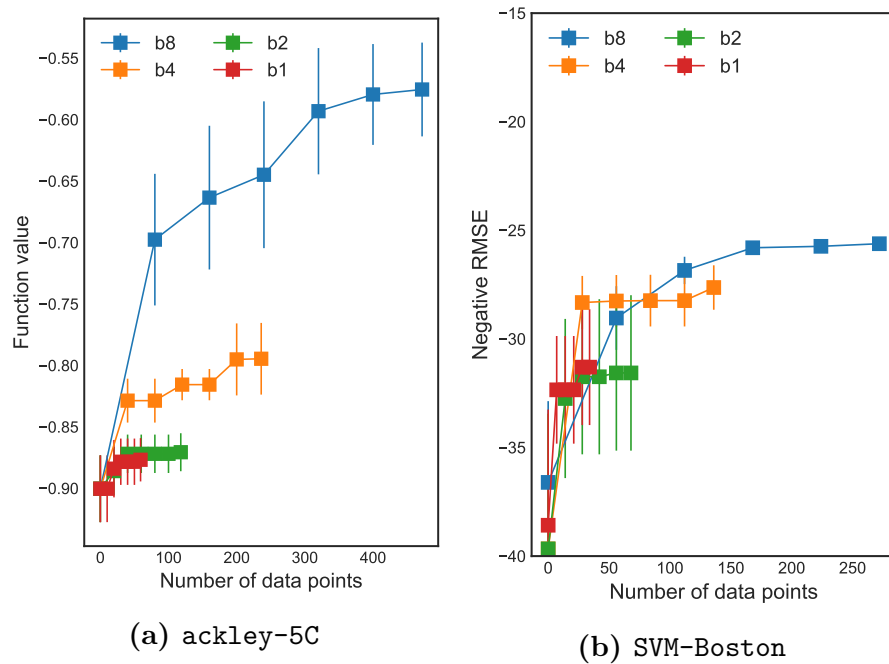 b8 b2
b4 b1
Function value
−0.55
−0.60
−0.65
−0.70
−0.75
−0.80
−0.85
−0.90
0 100 200 300 400
Number of data points
(a) ackley-5C
b8 b2
b4 b1
Negative RMSE
−15
−20
−25
−30
−35
−40
0 50 100 150 200 250
Number of data points
(b) SVM-Boston